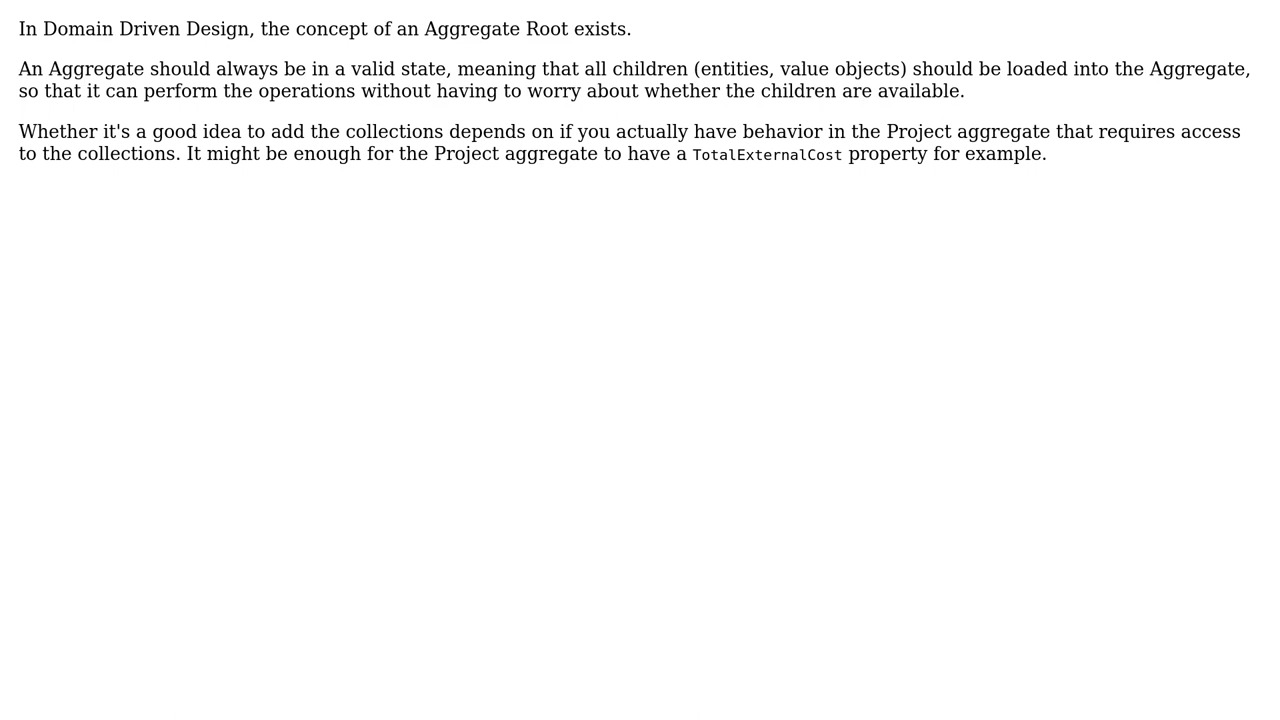 In Domain Driven Design, the concept of an Aggregate Root exists.
An Aggregate should always be in a valid state, meaning that all children (entities, value objects) should be loaded into the Aggregate,
so that it can perform the operations without having to worry about whether the children are available.
Whether it's a good idea to add the collections depends on if you actually have behavior in the Project aggregate that requires access
to the collections. It might be enough for the Project aggregate to have a TotalExternalCost property for example.